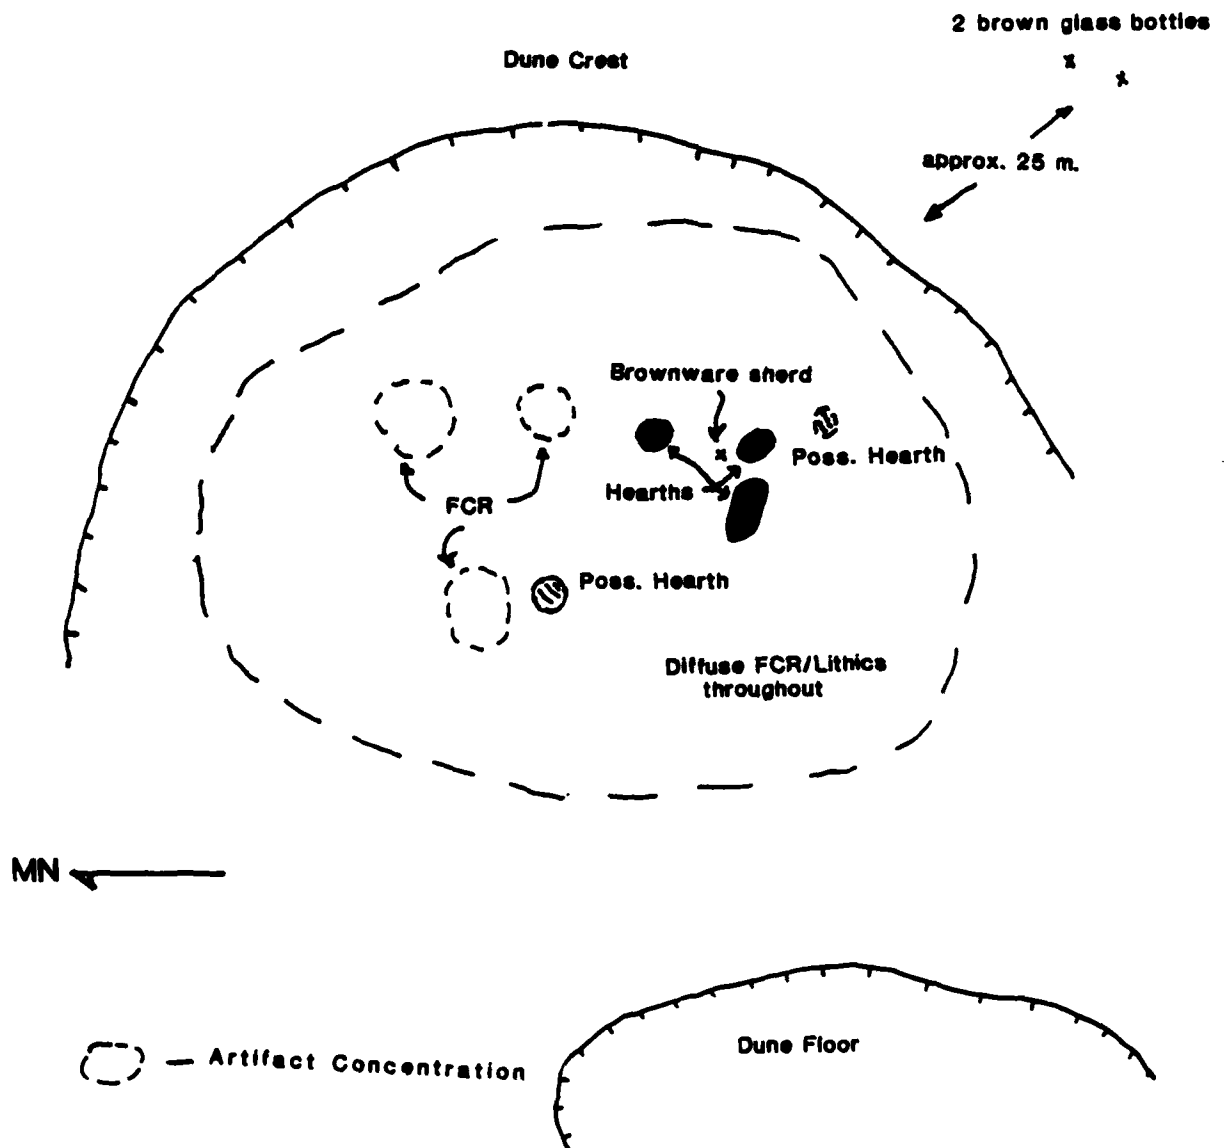 2 brown glass bottles
Dune Crest
approx. 25 m.
Brownware sherd
Poss. Hearth
Hearths
FCR
Poss. Hearth
Diffuse FCR/Lithics
throughout
MN
Dune Floor
— Artifact Concentration